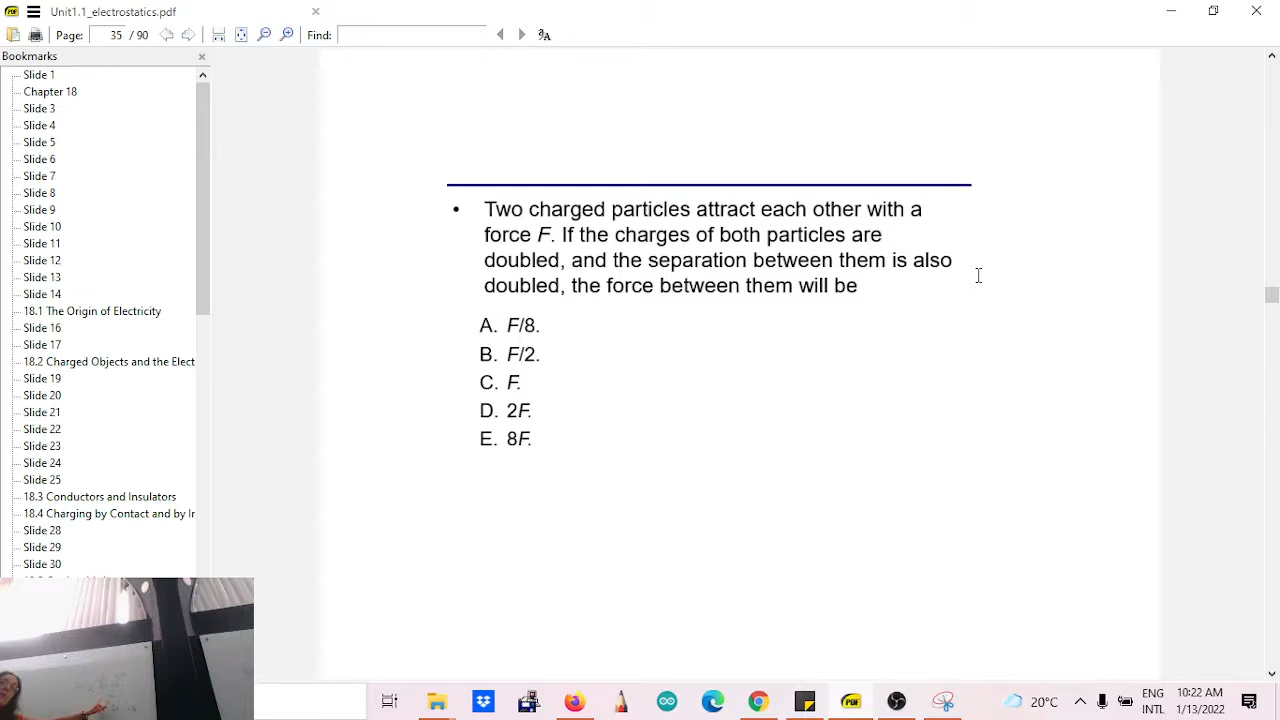 Unit1.1_electrostatics.pdf
Page: 35 / 90 Find:
Bookmarks
Slide 1
Chapter 18
Slide 3
Slide 4
Slide 5
Slide 6
Slide 7
Slide 8
Slide 9
Slide 10
Slide 11
Slide 12
Slide 13
Slide 14
18.1 The Origin of Electricity
Slide 16
Slide 17
18.2 Charged Objects and the Elect
Slide 19
Slide 20
Slide 21
Slide 22
Slide 23
Slide 24
Slide 25
18.3 Conductors and Insulators
18.4 Charging by Contact and by Ir
Slide 28
Slide 29
Slide 30
• Two charged particles attract each other with a
force F. If the charges of both particles are
doubled, and the separation between them is also
doubled, the force between them will be
A. F/8.
B. F/2.
C. F.
D. 2F.
E. 8F.
PDF
20°C
ENG
INTL
10:22 AM
1/13/2022